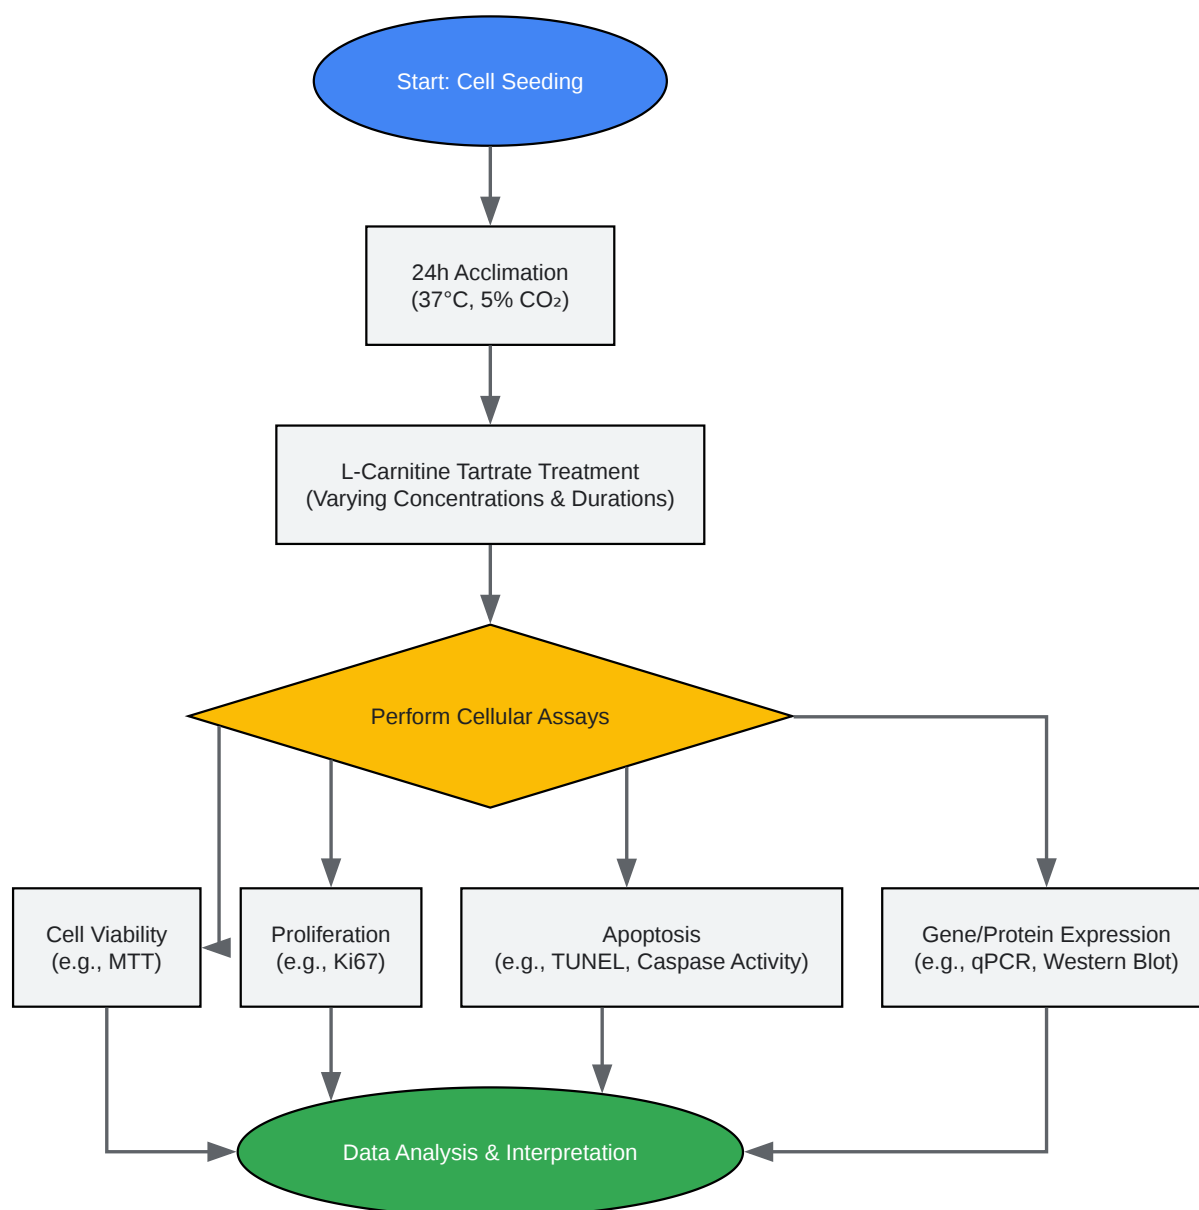 Start: Cell Seeding
24h Acclimation
(37°C, 5% CO₂)
L-Carnitine Tartrate Treatment
(Varying Concentrations & Durations)
Perform Cellular Assays
Cell Viability
(e.g., MTT)
Proliferation
(e.g., Ki67)
Apoptosis
(e.g., TUNEL, Caspase Activity)
Gene/Protein Expression
(e.g., qPCR, Western Blot)
Data Analysis & Interpretation